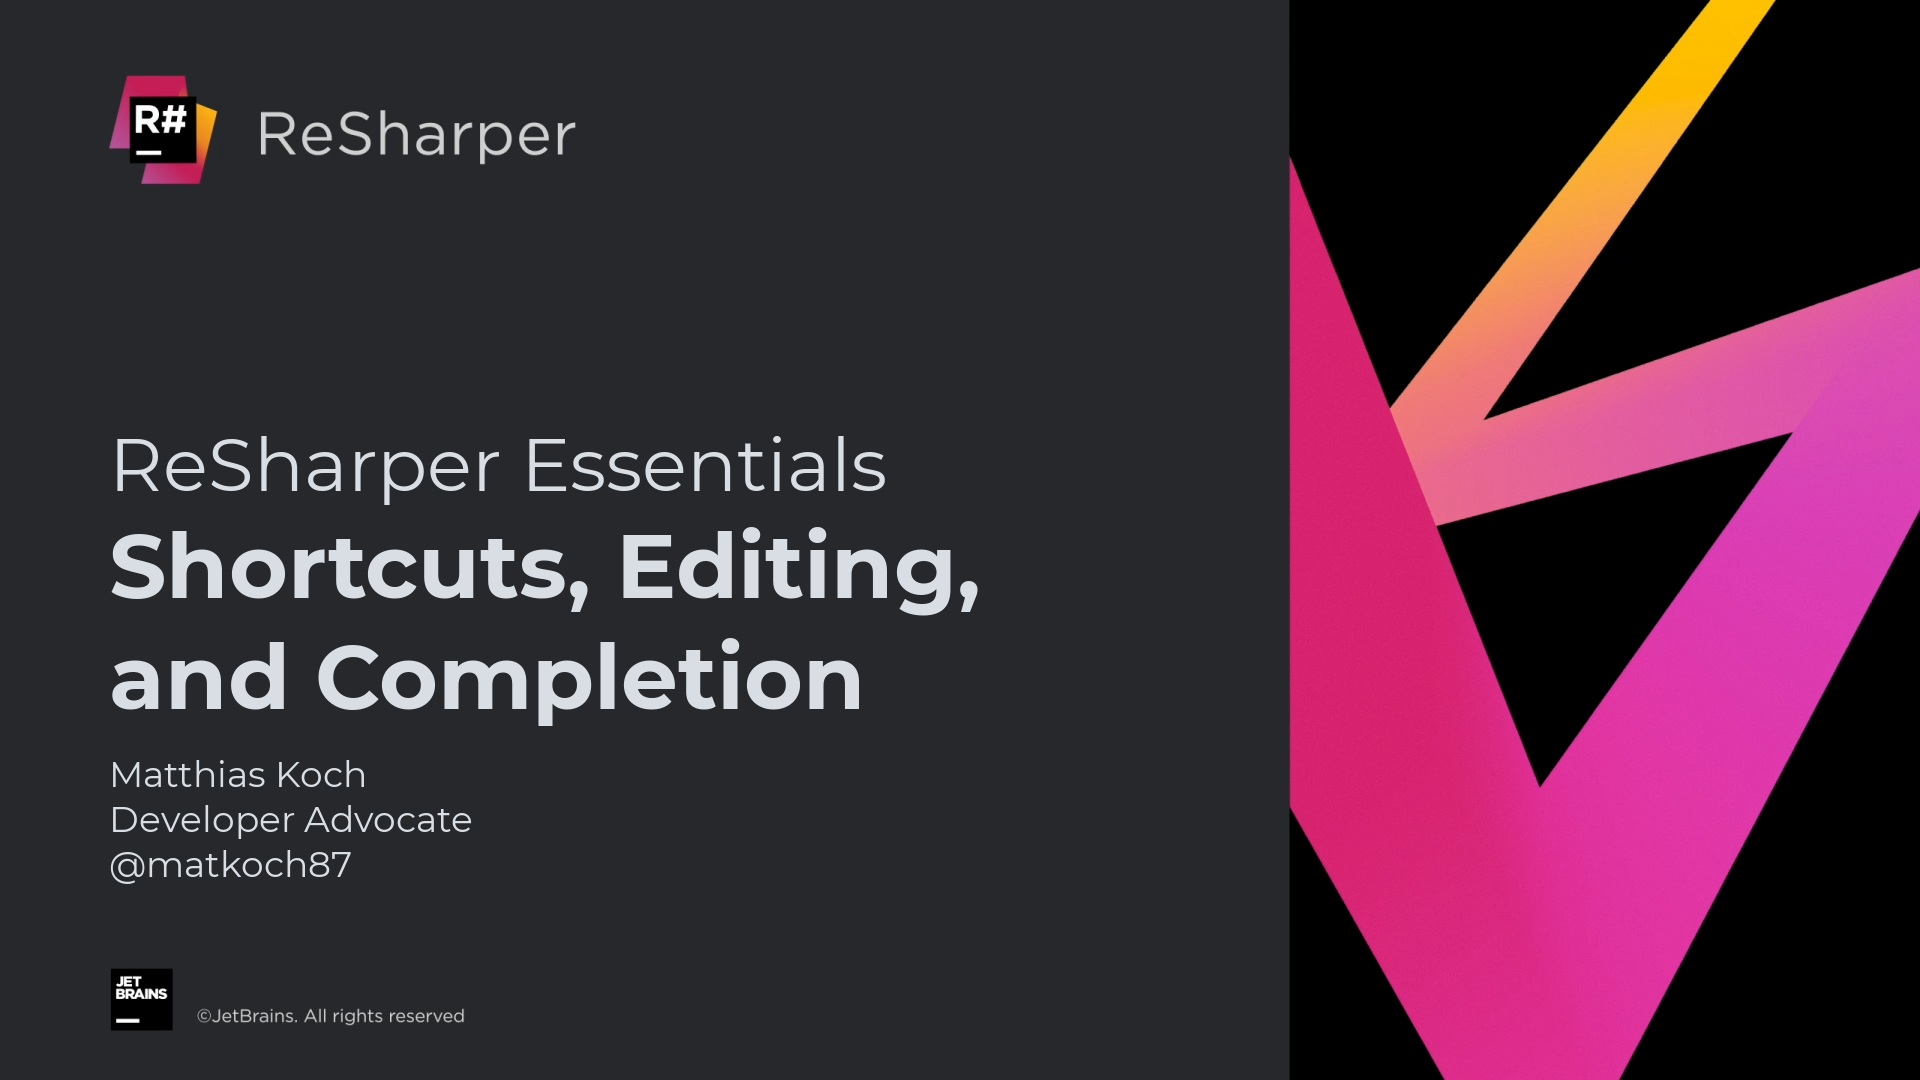 R#
ReSharper
ReSharper Essentials
Shortcuts, Editing,
and Completion
Matthias Koch
Developer Advocate
@matkoch87
JET
BRAINS
©JetBrains. All rights reserved